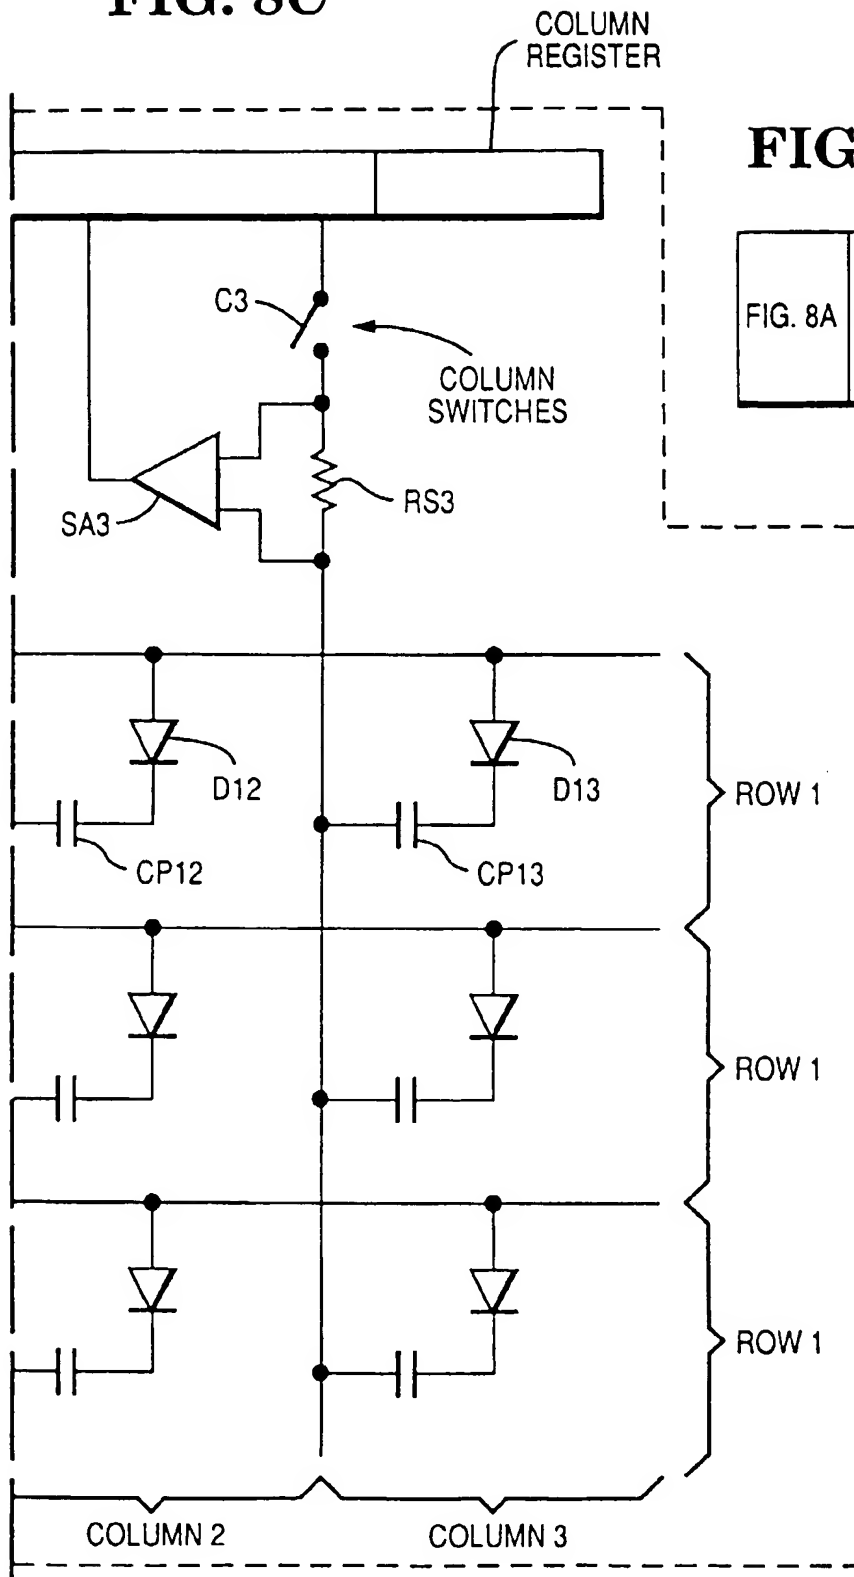 FIG. 8C
COLUMN
REGISTER
FIG
FIG. 8A
C3
COLUMN
SWITCHES
SA3
RS3
D12
D13
ROW 1
CP12
CP13
ROW 1
ROW 1
COLUMN 2
COLUMN 3